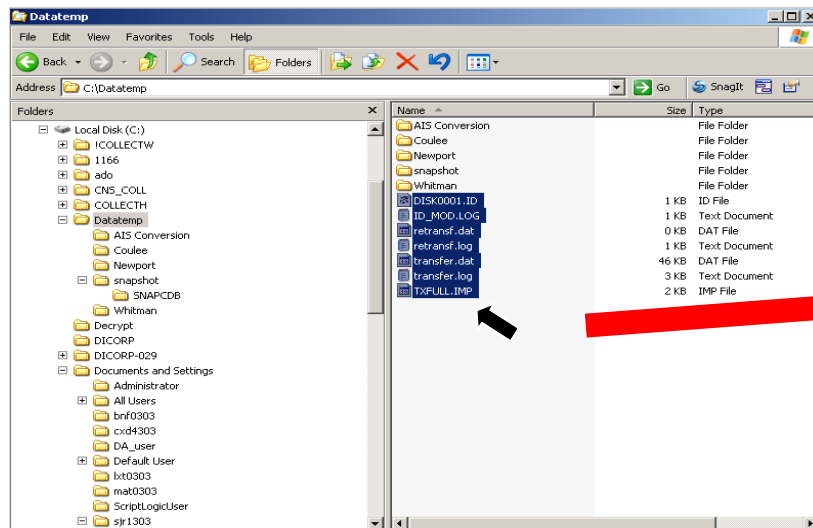 Datatemp
File Edit View Favorites Tools Help
Back Search Folders
Address C:\Datatemp Go SnagIt
Folders
Local Disk (C:)
!COLLECTW
1166
ado
CNS_COLL
COLLECTH
Datatemp
AIS Conversion
Coulee
Newport
snapshot
SNAPCDB
Whitman
Decrypt
DICORP
DICORP-029
Documents and Settings
Administrator
All Users
bnf0303
cxd4303
DA_user
Default User
lxt0303
mat0303
ScriptLogicUser
sjr1303
Name Size Type
AIS Conversion File Folder
Coulee File Folder
Newport File Folder
snapshot File Folder
Whitman File Folder
DISK0001.ID 1 KB ID File
ID_MOD.LOG 1 KB Text Document
retransf.dat 0 KB DAT File
retransf.log 1 KB Text Document
transfer.dat 46 KB DAT File
transfer.log 3 KB Text Document
TXFULL.IMP 2 KB IMP File